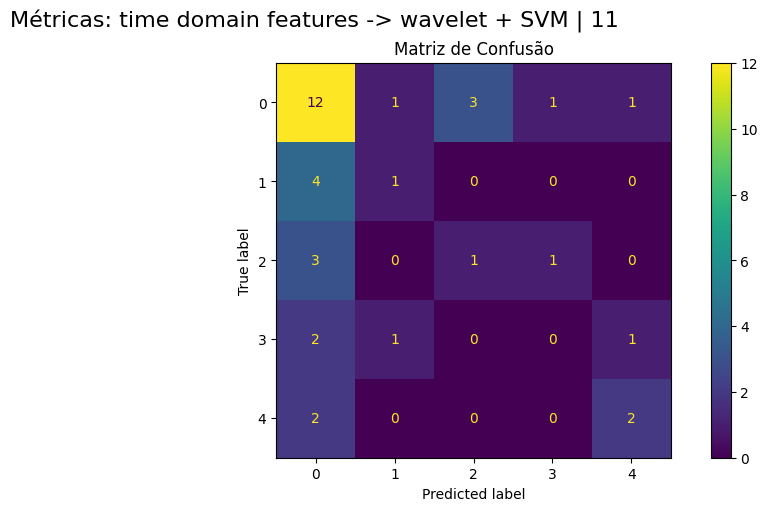 Métricas: time domain features -> wavelet + SVM | 11
Matriz de Confusão
0 12 1 3 1 1
1 4 1 0 0 0
2 3 0 1 1 0
3 2 1 0 0 1
4 2 0 0 0 2
0 1 2 3 4
True label
Predicted label
12
10
8
6
4
2
0